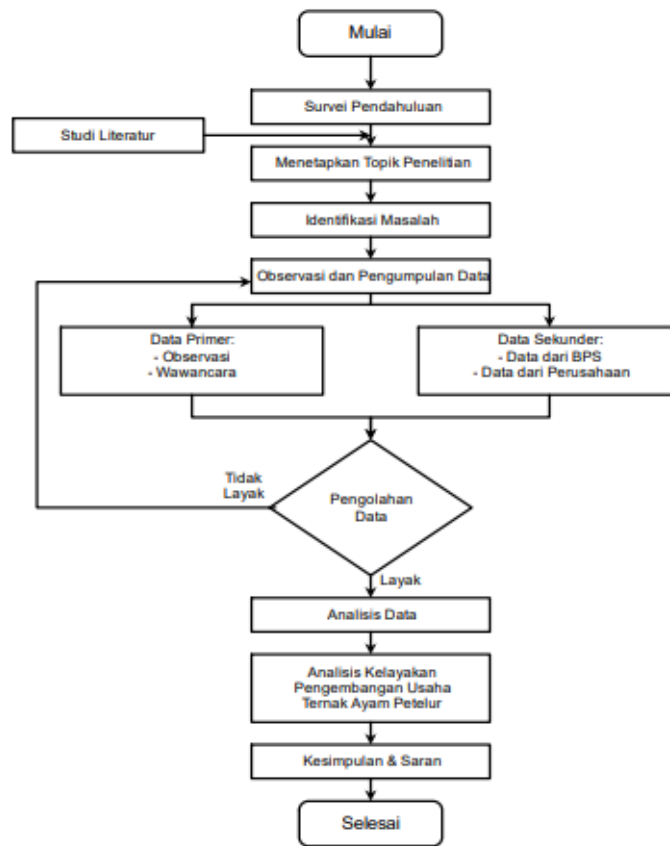 Mulai
Survei Pendahuluan
Studi Literatur
Menetapkan Topik Penelitian
Identifikasi Masalah
Observasi dan Pengumpulan Data
Data Primer:
- Observasi
- Wawancara
Data Sekunder:
- Data dari BPS
- Data dari Perusahaan
Tidak
Layak
Pengolahan
Data
Layak
Analisis Data
Analisis Kelayakan
Pengembangan Usaha
Ternak Ayam Petelur
Kesimpulan & Saran
Selesai